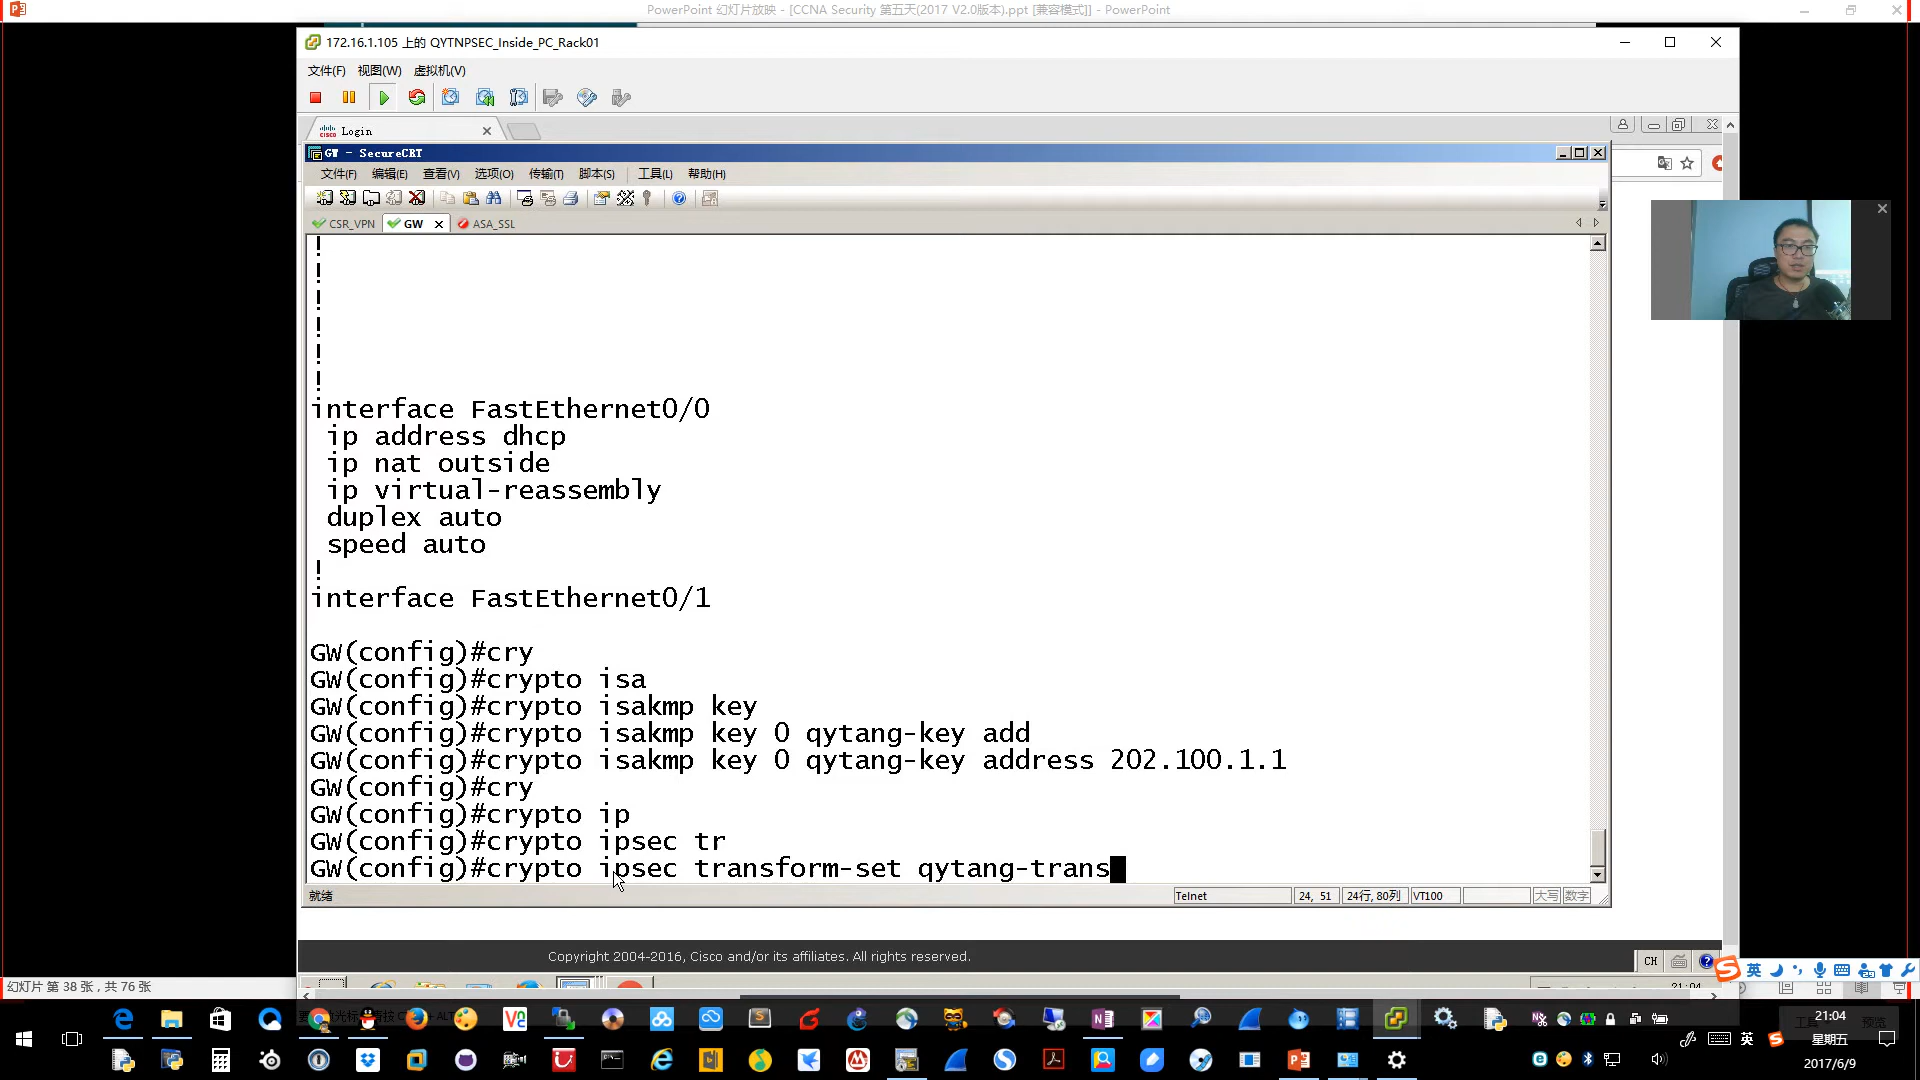 PowerPoint 幻灯片放映 - [CCNA Security 第五天(2017 V2.0版本).ppt [兼容模式]] - PowerPoint
172.16.1.105 上的 QYTNPSEC_Inside_PC_Rack01
文件(F) 视图(W) 虚拟机(V)
Login
GW - SecureCRT
文件(F) 编辑(E) 查看(V) 选项(O) 传输(T) 脚本(S) 工具(L) 帮助(H)
CSR_VPN GW ASA_SSL
!
!
!
!
!
!
interface FastEthernet0/0
ip address dhcp
ip nat outside
ip virtual-reassembly
duplex auto
speed auto
!
interface FastEthernet0/1
GW(config)#cry
GW(config)#crypto isa
GW(config)#crypto isakmp key
GW(config)#crypto isakmp key 0 qytang-key add
GW(config)#crypto isakmp key 0 qytang-key address 202.100.1.1
GW(config)#cry
GW(config)#crypto ip
GW(config)#crypto ipsec tr
GW(config)#crypto ipsec transform-set qytang-trans
就绪 Telnet 24, 51 24行, 80列 VT100 大写 数字
Copyright 2004-2016, Cisco and/or its affiliates. All rights reserved.
CH
英
幻灯片 第 38 张，共 76 张
21:04
英
21:04
星期五
2017/6/9